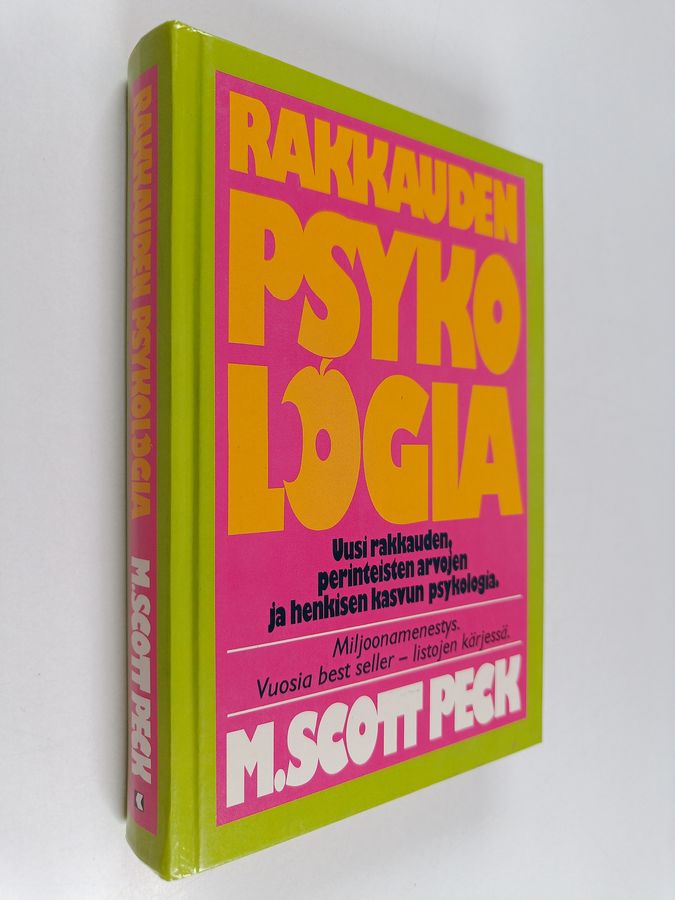 RAKKAUDEN PSYKOLOGIA M.SCOTT PECK
RAKKAUDEN
PSYKO
LOGIA
Uusi rakkauden,
perinteisten arvojen
ja henkisen kasvun psykologia.
Miljoonamenestys.
Vuosia best seller – listojen kärjessä.
M.SCOTT PECK